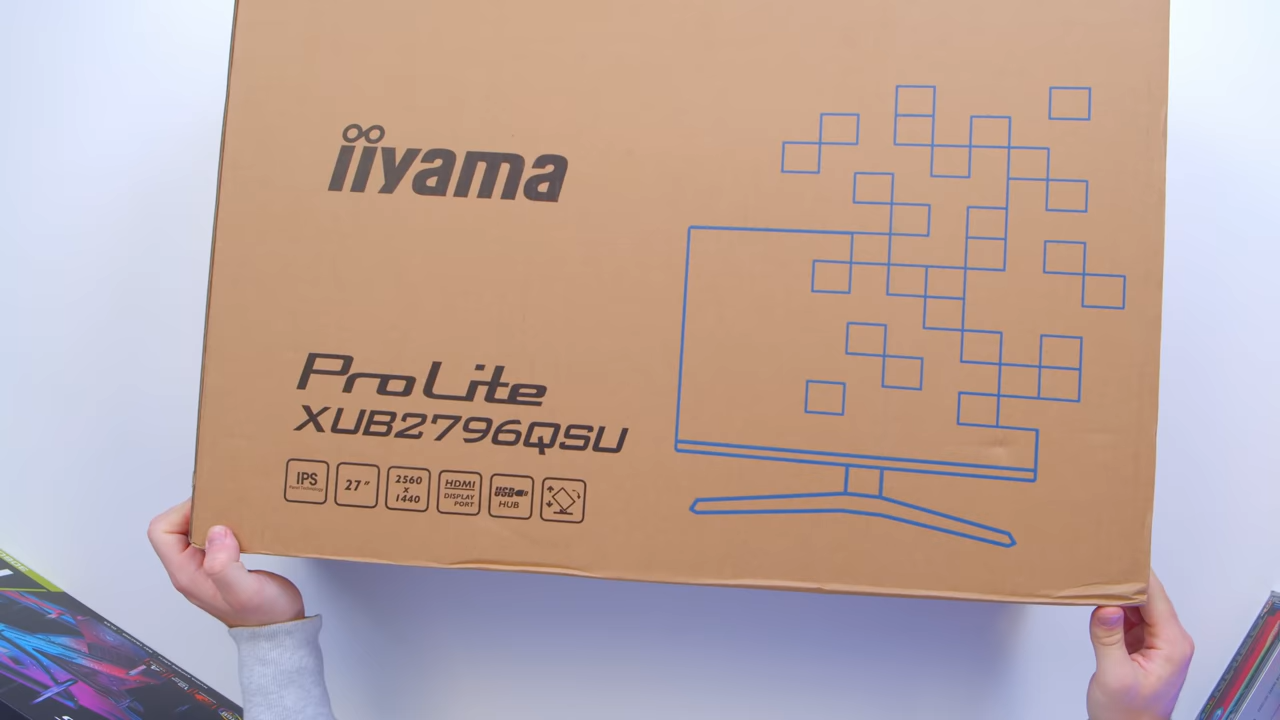 iiyama
ProLite
XUB2796QSU
IPS
27"
2560
x
1440
HDMI
DISPLAY
PORT
USB
HUB